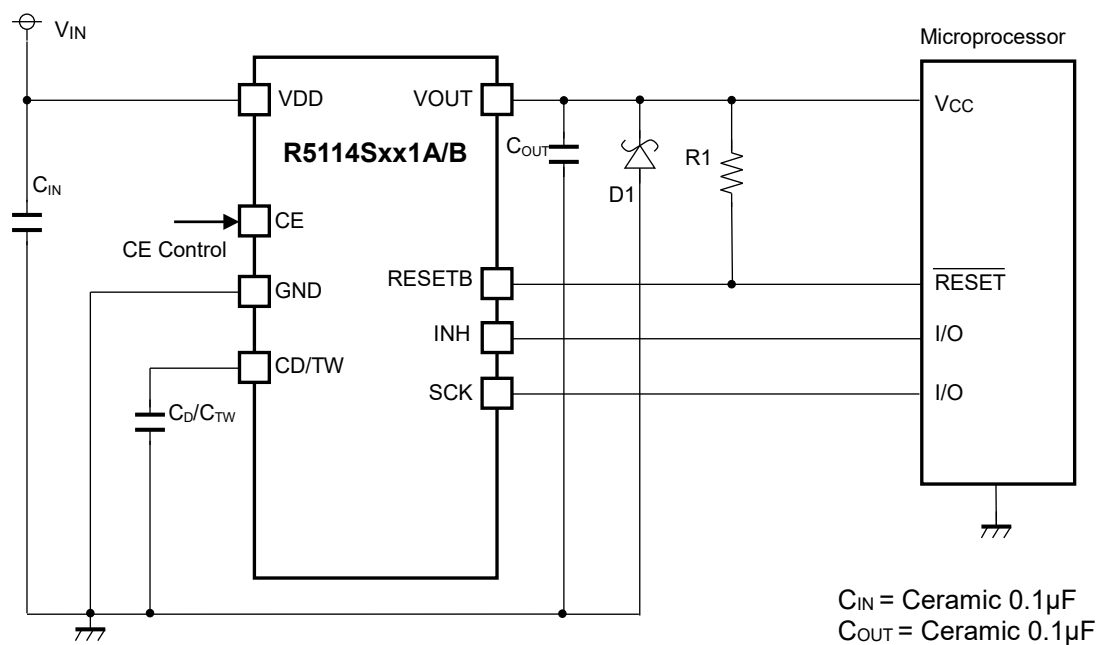 VIN
Microprocessor
VDD
VOUT
VCC
R5114Sxx1A/B
COUT
R1
D1
CIN
CE
CE Control
GND
RESETB
RESET
INH
I/O
CD/TW
SCK
I/O
CD/CTW
CIN = Ceramic 0.1µF
COUT = Ceramic 0.1µF